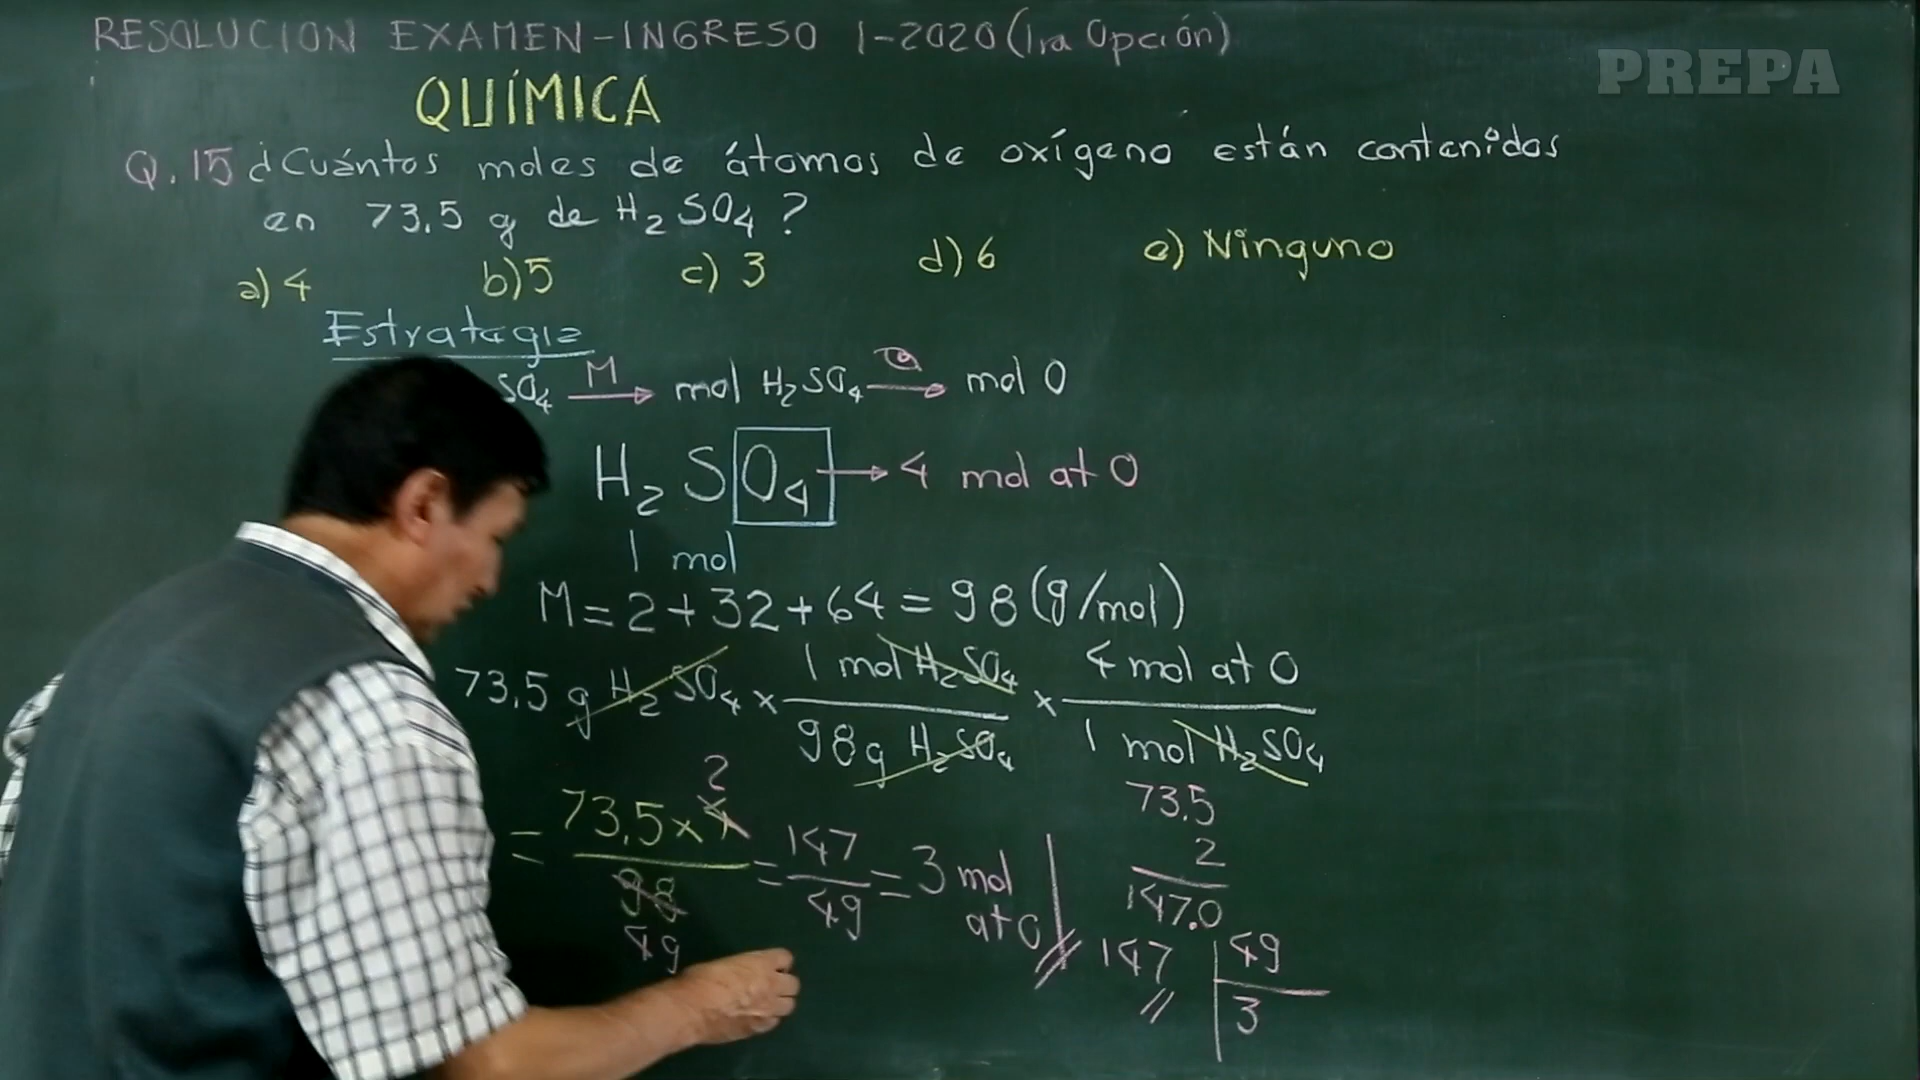 RESOLUCION EXAMEN-INGRESO 1-2020 (1ra Opción)
PREPA
QUÍMICA
Q.15 ¿Cuántos moles de átomos de oxígeno están contenidos
en 73,5 g de H₂SO₄?
a) 4 b) 5 c) 3 d) 6 e) Ninguno
Estrategia
SO₄ M→ mol H₂SO₄ → mol O
H₂SO₄ → 4 mol at O
1 mol
M = 2 + 32 + 64 = 98 (g/mol)
73,5 g H₂SO₄ × 1 mol H₂SO₄ / 98 g H₂SO₄ × 4 mol at O / 1 mol H₂SO₄
= 73,5 × 4 2 / 98 49 = 147 / 49 = 3 mol at O
73,5
2
147,0
147 49
3